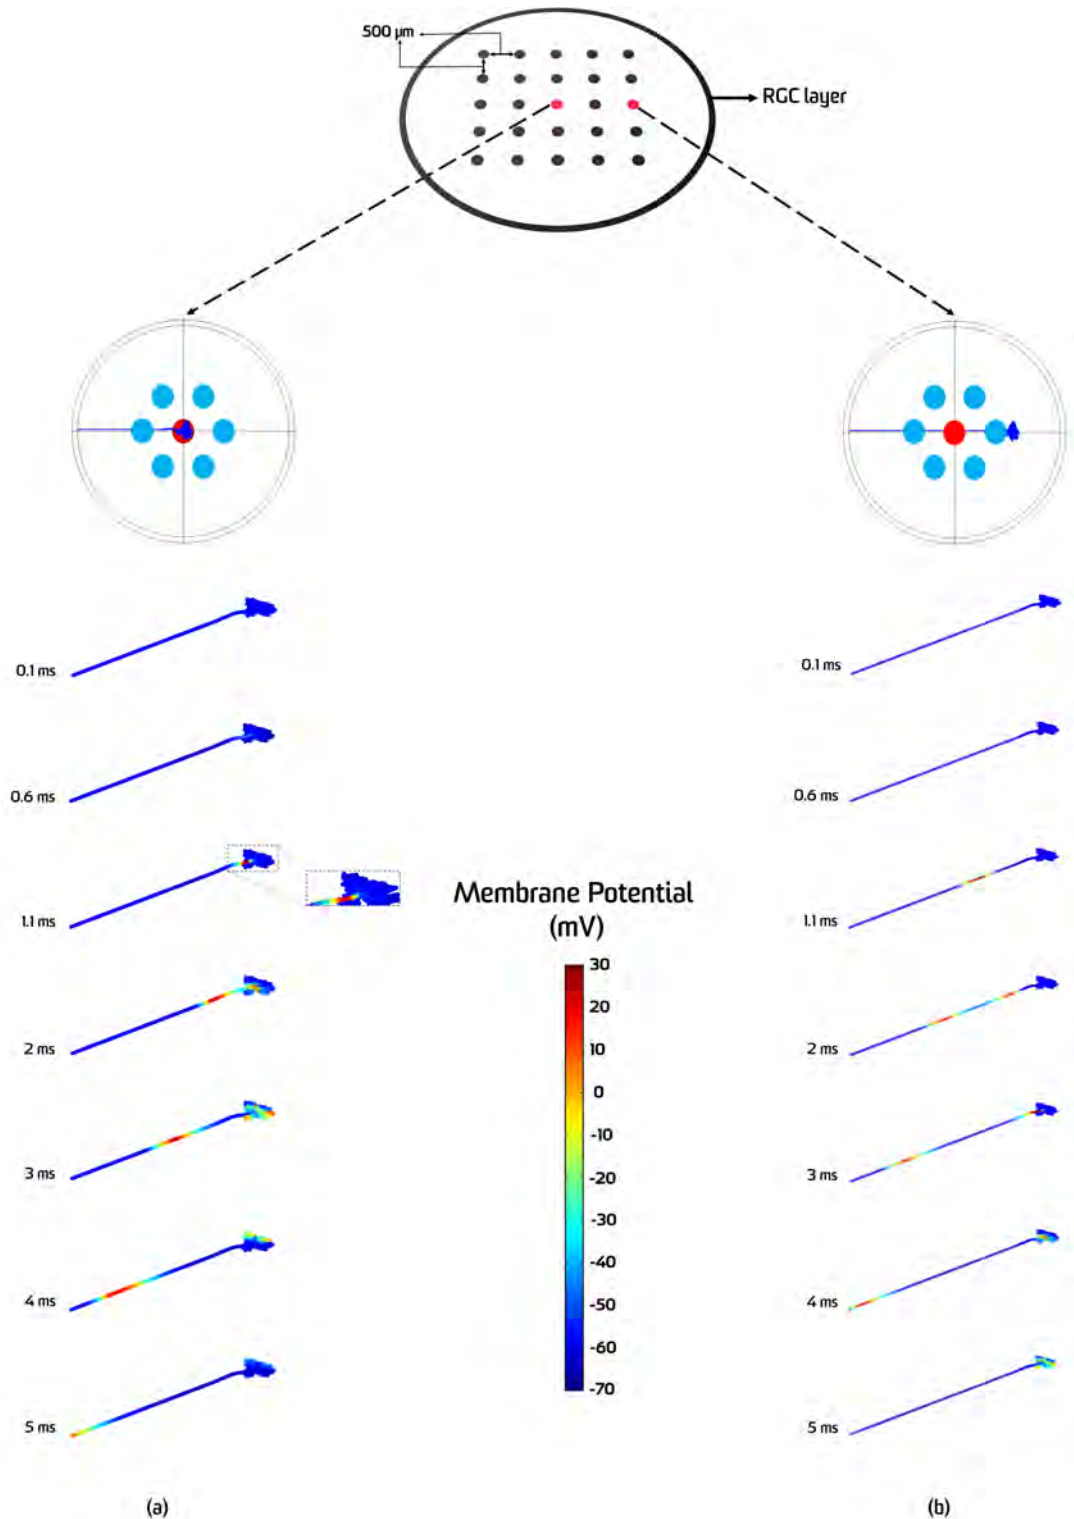 500 µm
RGC layer
0.1 ms
0.1 ms
0.6 ms
0.6 ms
1.1 ms
1.1 ms
Membrane Potential
(mV)
30
20
10
0
-10
-20
-30
-40
-50
-60
-70
2 ms
2 ms
3 ms
3 ms
4 ms
4 ms
5 ms
5 ms
(a)
(b)